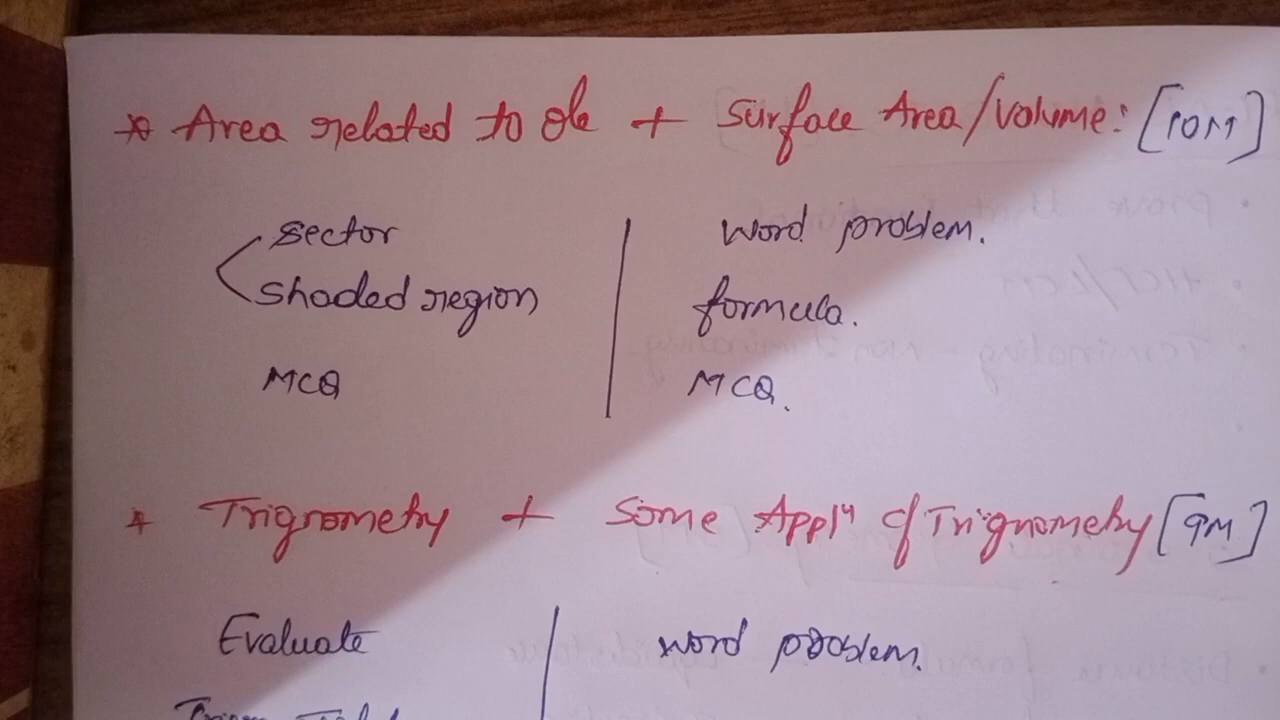 * Area related to Ole + Surface Area/Volume: [10M]
Sector
Shaded region
MCQ
Word problem.
formula.
MCQ.
* Trignometry + Some Appl^n of Trignometry [9M]
Evaluate
word problem.